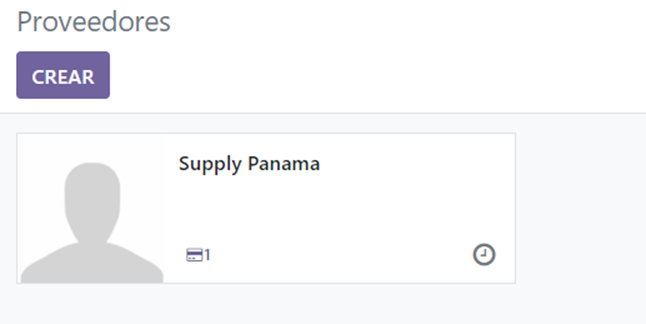 Proveedores
CREAR
Supply Panama
1